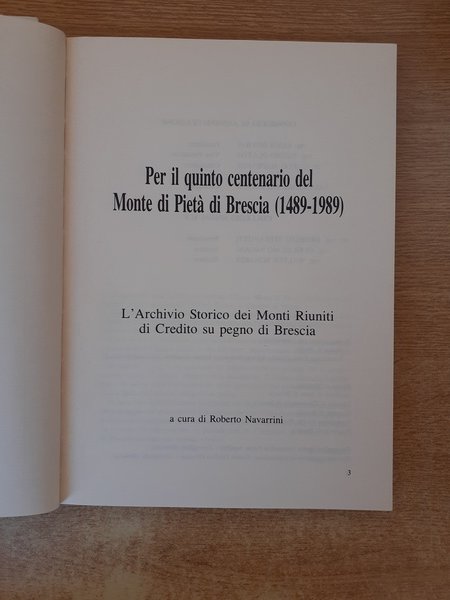 Per il quinto centenario del
Monte di Pietà di Brescia (1489-1989)
L'Archivio Storico dei Monti Riuniti
di Credito su pegno di Brescia
a cura di Roberto Navarrini
3